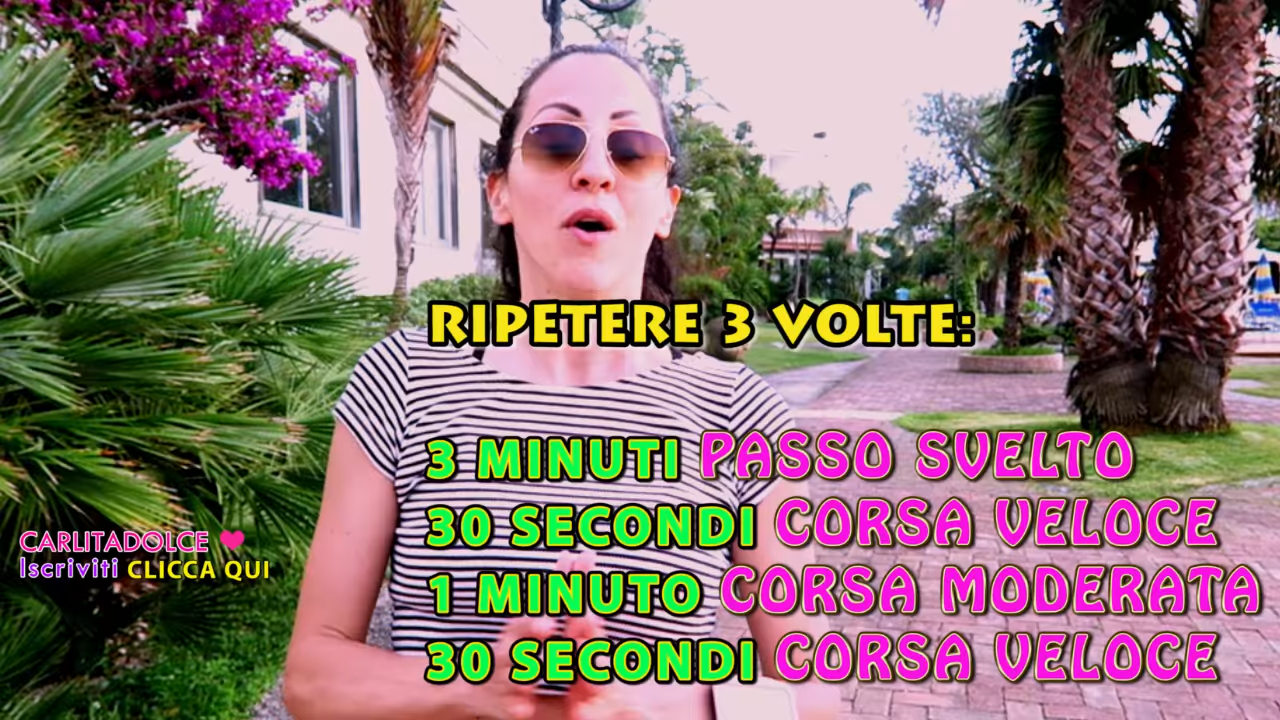 RIPETERE 3 VOLTE:
3 MINUTI PASSO SVELTO
30 SECONDI CORSA VELOCE
1 MINUTO CORSA MODERATA
30 SECONDI CORSA VELOCE
CARLITADOLCE ❤
Iscriviti CLICCA QUI